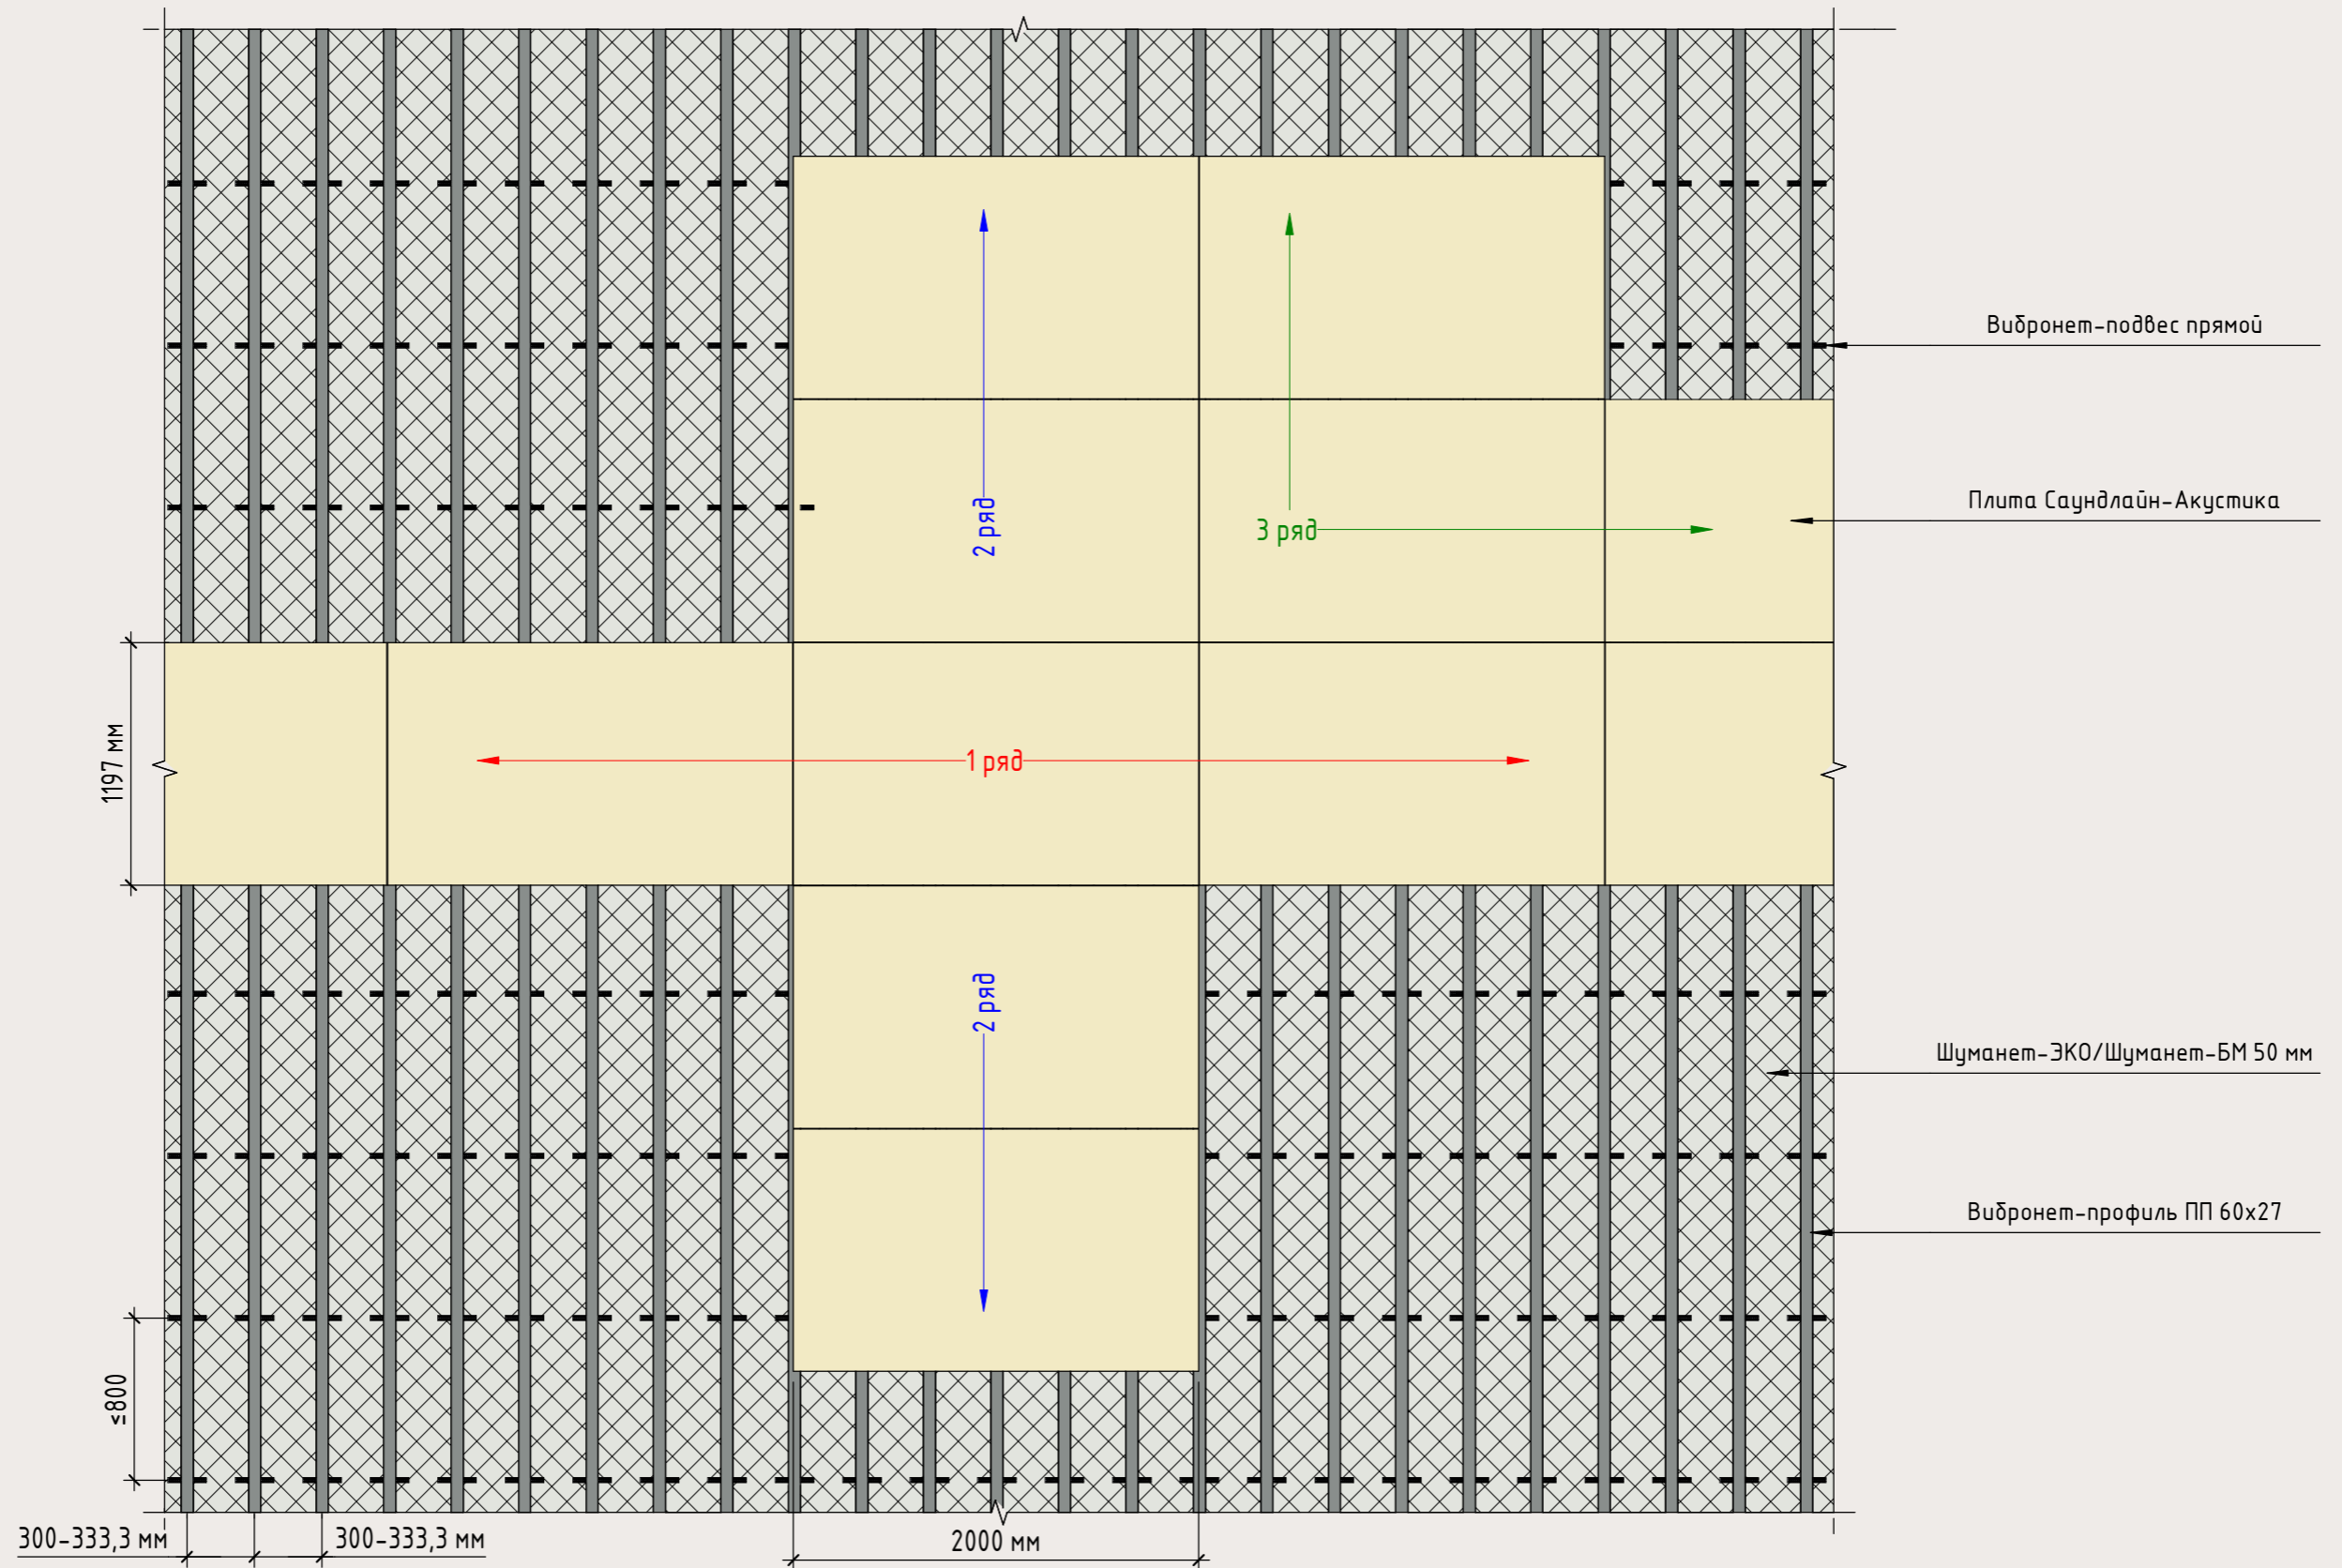 Вибронет-подвес прямой
Плита Саундлайн-Акустика
2 ряд
3 ряд
1197 мм
1 ряд
2 ряд
Шуманет-ЭКО/Шуманет-БМ 50 мм
Вибронет-профиль ПП 60х27
≤800
300-333,3 мм
300-333,3 мм
2000 мм